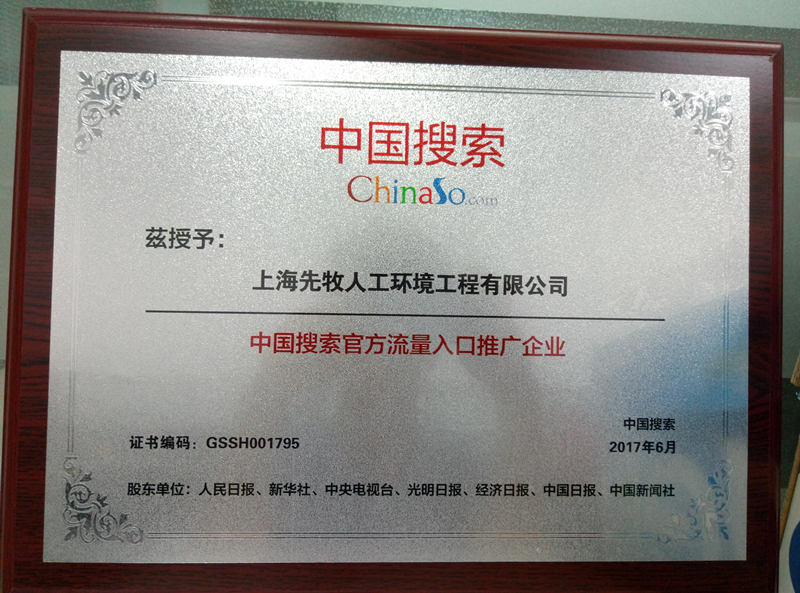 中国搜索
ChinaSo.com
兹授予：
上海先牧人工环境工程有限公司
中国搜索官方流量入口推广企业
中国搜索
证书编码：GSSH001795
2017年6月
股东单位：人民日报、新华社、中央电视台、光明日报、经济日报、中国日报、中国新闻社